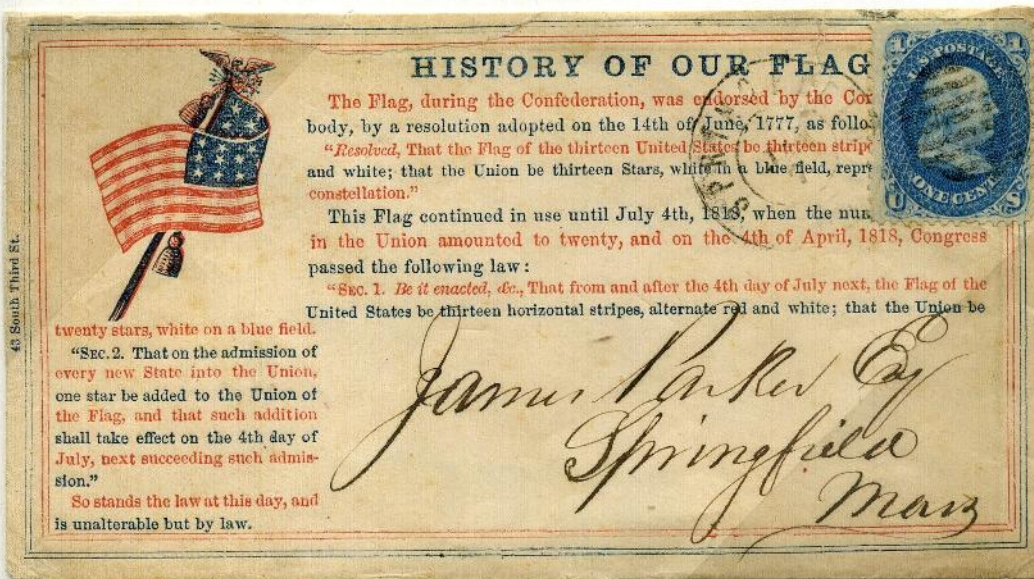 HISTORY OF OUR FLAG
The Flag, during the Confederation, was endorsed by the Co
body, by a resolution adopted on the 14th of June, 1777, as follo
"Resolved, That the Flag of the thirteen United States be thirteen strip
and white; that the Union be thirteen Stars, white in a blue field, repr
constellation."
This Flag continued in use until July 4th, 1818, when the nu
in the Union amounted to twenty, and on the 4th of April, 1818, Congress
passed the following law:
"SEC. 1. Be it enacted, &c., That from and after the 4th day of July next, the Flag of the
United States be thirteen horizontal stripes, alternate red and white; that the Union be
twenty stars, white on a blue field.
"SEC. 2. That on the admission of
every new State into the Union,
one star be added to the Union of
the Flag, and that such addition
shall take effect on the 4th day of
July, next succeeding such admis-
sion."
So stands the law at this day, and
is unalterable but by law.
43 South Third St.
1 U.S. POSTAGE 1
ONE CENT
SPRI
James Parker Esq
Springfield
Mass